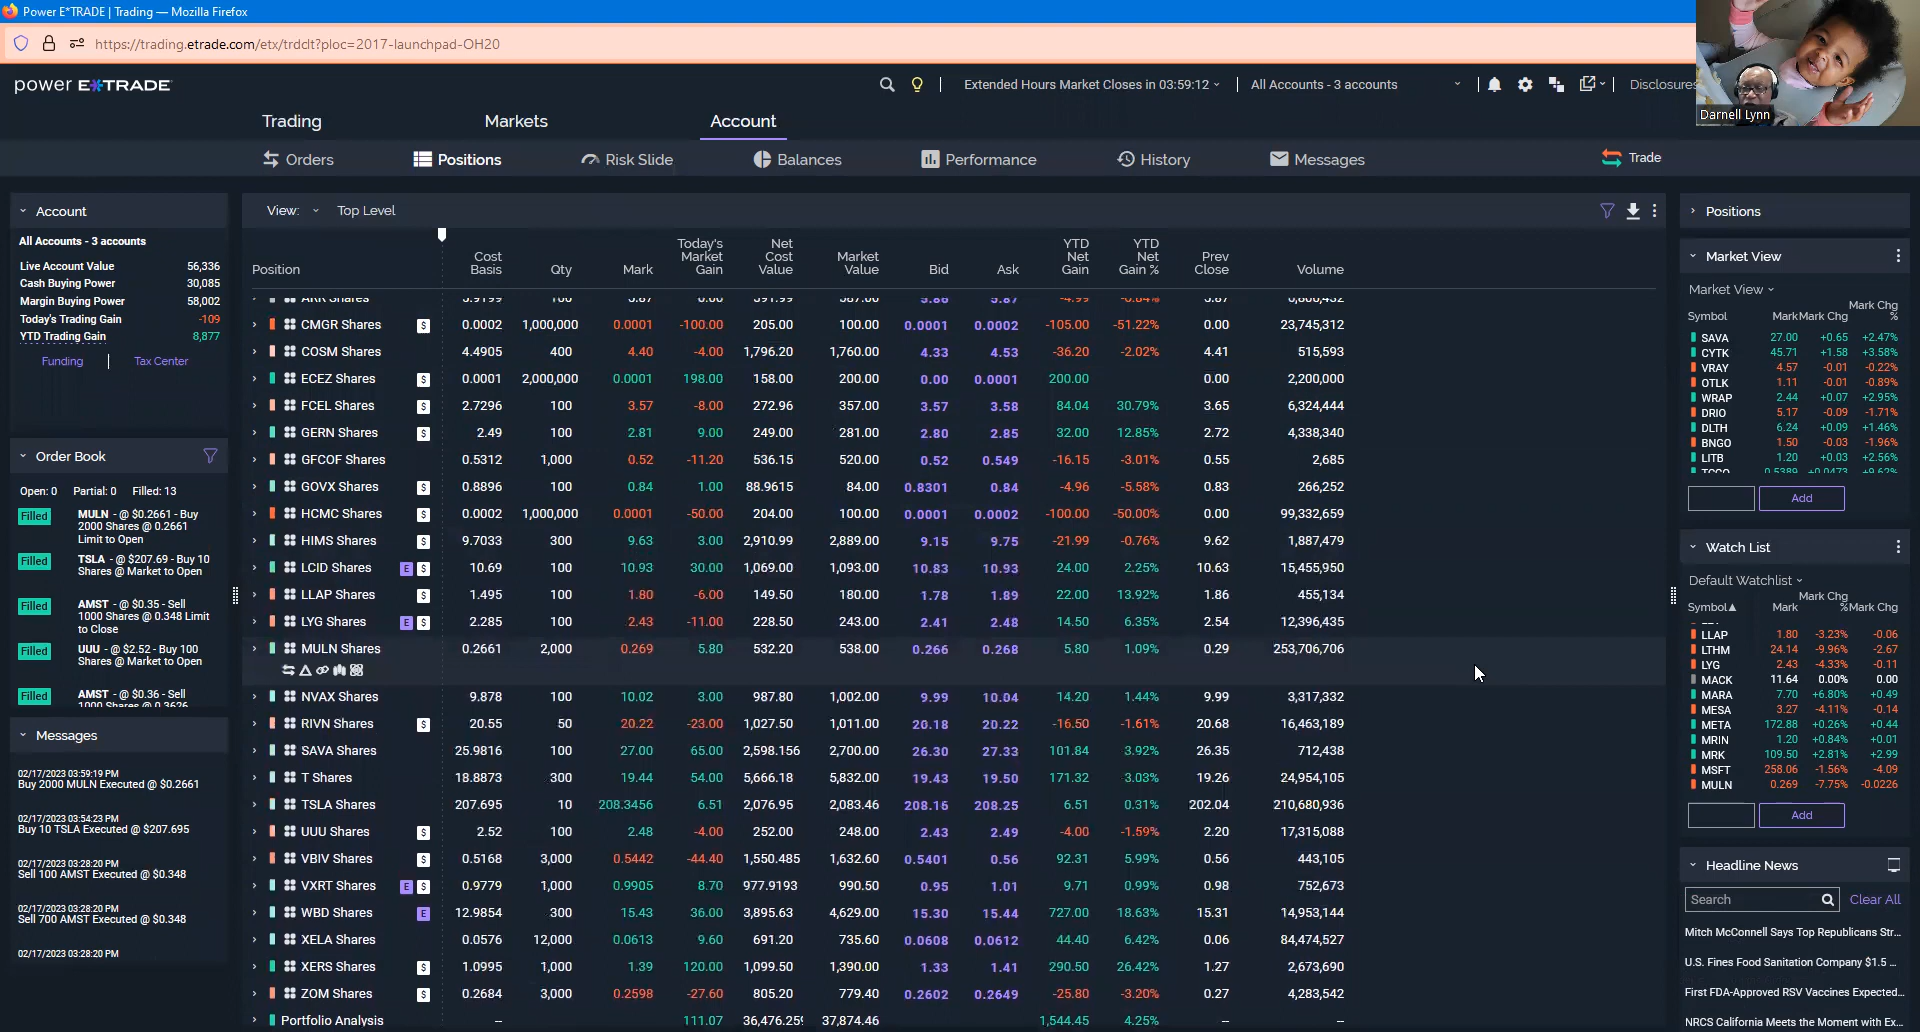 Power E*TRADE | Trading — Mozilla Firefox
https://trading.etrade.com/etx/trdclt?ploc=2017-launchpad-OH20
power E*TRADE
Extended Hours Market Closes in 03:59:12
All Accounts - 3 accounts
Disclosures
Darnell Lynn
Trading Markets Account
Orders Positions Risk Slide Balances Performance History Messages Trade
Account
All Accounts - 3 accounts
Live Account Value 56,336
Cash Buying Power 30,085
Margin Buying Power 58,002
Today's Trading Gain -109
YTD Trading Gain 8,877
Funding Tax Center
Order Book
Open: 0 Partial: 0 Filled: 13
Filled MULN - @ $0.2661 - Buy
2000 Shares @ 0.2661
Limit to Open
Filled TSLA - @ $207.69 - Buy 10
Shares @ Market to Open
Filled AMST - @ $0.35 - Sell
1000 Shares @ 0.348 Limit
to Close
Filled UUU - @ $2.52 - Buy 100
Shares @ Market to Open
Filled AMST - @ $0.36 - Sell
1000 Shares @ 0.3626
Messages
02/17/2023 03:59:19 PM
Buy 2000 MULN Executed @ $0.2661
02/17/2023 03:54:23 PM
Buy 10 TSLA Executed @ $207.695
02/17/2023 03:28:20 PM
Sell 100 AMST Executed @ $0.348
02/17/2023 03:28:20 PM
Sell 700 AMST Executed @ $0.348
02/17/2023 03:28:20 PM
View: Top Level
Position Cost Basis Qty Mark Today's Market Gain Net Cost Value Market Value Bid Ask YTD Net Gain YTD Net Gain % Prev Close Volume
CMGR Shares $ 0.0002 1,000,000 0.0001 -100.00 205.00 100.00 0.0001 0.0002 -105.00 -51.22% 0.00 23,745,312
COSM Shares 4.4905 400 4.40 -4.00 1,796.20 1,760.00 4.33 4.53 -36.20 -2.02% 4.41 515,593
ECEZ Shares $ 0.0001 2,000,000 0.0001 198.00 158.00 200.00 0.00 0.0001 200.00 0.00 2,200,000
FCEL Shares $ 2.7296 100 3.57 -8.00 272.96 357.00 3.57 3.58 84.04 30.79% 3.65 6,324,444
GERN Shares $ 2.49 100 2.81 9.00 249.00 281.00 2.80 2.85 32.00 12.85% 2.72 4,338,340
GFCOF Shares 0.5312 1,000 0.52 -11.20 536.15 520.00 0.52 0.549 -16.15 -3.01% 0.55 2,685
GOVX Shares $ 0.8896 100 0.84 1.00 88.9615 84.00 0.8301 0.84 -4.96 -5.58% 0.83 266,252
HCMC Shares $ 0.0002 1,000,000 0.0001 -50.00 204.00 100.00 0.0001 0.0002 -100.00 -50.00% 0.00 99,332,659
HIMS Shares $ 9.7033 300 9.63 3.00 2,910.99 2,889.00 9.15 9.75 -21.99 -0.76% 9.62 1,887,479
LCID Shares E $ 10.69 100 10.93 30.00 1,069.00 1,093.00 10.83 10.93 24.00 2.25% 10.63 15,455,950
LLAP Shares $ 1.495 100 1.80 -6.00 149.50 180.00 1.78 1.89 22.00 13.92% 1.86 455,134
LYG Shares E $ 2.285 100 2.43 -11.00 228.50 243.00 2.41 2.48 14.50 6.35% 2.54 12,396,435
MULN Shares 0.2661 2,000 0.269 5.80 532.20 538.00 0.266 0.268 5.80 1.09% 0.29 253,706,706
NVAX Shares 9.878 100 10.02 3.00 987.80 1,002.00 9.99 10.04 14.20 1.44% 9.99 3,317,332
RIVN Shares $ 20.55 50 20.22 -23.00 1,027.50 1,011.00 20.18 20.22 -16.50 -1.61% 20.68 16,463,189
SAVA Shares 25.9816 100 27.00 65.00 2,598.156 2,700.00 26.30 27.33 101.84 3.92% 26.35 712,438
T Shares 18.8873 300 19.44 54.00 5,666.18 5,832.00 19.43 19.50 171.32 3.03% 19.26 24,954,105
TSLA Shares 207.695 10 208.3456 6.51 2,076.95 2,083.46 208.16 208.25 6.51 0.31% 202.04 210,680,936
UUU Shares $ 2.52 100 2.48 -4.00 252.00 248.00 2.43 2.49 -4.00 -1.59% 2.20 17,315,088
VBIV Shares $ 0.5168 3,000 0.5442 -44.40 1,550.485 1,632.60 0.5401 0.56 92.31 5.99% 0.56 443,105
VXRT Shares E $ 0.9779 1,000 0.9905 8.70 977.9193 990.50 0.95 1.01 9.71 0.99% 0.98 752,673
WBD Shares E 12.9854 300 15.43 36.00 3,895.63 4,629.00 15.30 15.44 727.00 18.63% 15.31 14,953,144
XELA Shares 0.0576 12,000 0.0613 9.60 691.20 735.60 0.0608 0.0612 44.40 6.42% 0.06 84,474,527
XERS Shares $ 1.0995 1,000 1.39 120.00 1,099.50 1,390.00 1.33 1.41 290.50 26.42% 1.27 2,673,690
ZOM Shares $ 0.2684 3,000 0.2598 -27.60 805.20 779.40 0.2602 0.2649 -25.80 -3.20% 0.27 4,283,542
Portfolio Analysis -- 111.07 36,476.259 37,874.46 1,544.45 4.25% -- --
Positions
Market View
Market View
Symbol Mark Mark Chg Mark Chg %
SAVA 27.00 +0.65 +2.47%
CYTK 45.71 +1.58 +3.58%
VRAY 4.57 -0.01 -0.22%
OTLK 1.11 -0.01 -0.89%
WRAP 2.44 +0.07 +2.95%
DRIO 5.17 -0.09 -1.71%
DLTH 6.24 +0.09 +1.46%
BNGO 1.50 -0.03 -1.96%
LITB 1.20 +0.03 +2.56%
Add
Watch List
Default Watchlist
Symbol▲ Mark Mark Chg % Mark Chg
LLAP 1.80 -3.23% -0.06
LTHM 24.14 -9.96% -2.67
LYG 2.43 -4.33% -0.11
MACK 11.64 0.00% 0.00
MARA 7.70 +6.80% +0.49
MESA 3.27 -4.11% -0.14
META 172.88 +0.26% +0.44
MRIN 1.20 +0.84% +0.01
MRK 109.50 +2.81% +2.99
MSFT 258.06 -1.56% -4.09
MULN 0.269 -7.75% -0.0226
Add
Headline News
Search Clear All
Mitch McConnell Says Top Republicans Str...
U.S. Fines Food Sanitation Company $1.5 ...
First FDA-Approved RSV Vaccines Expected...
NRCS California Meets the Moment with Ex...